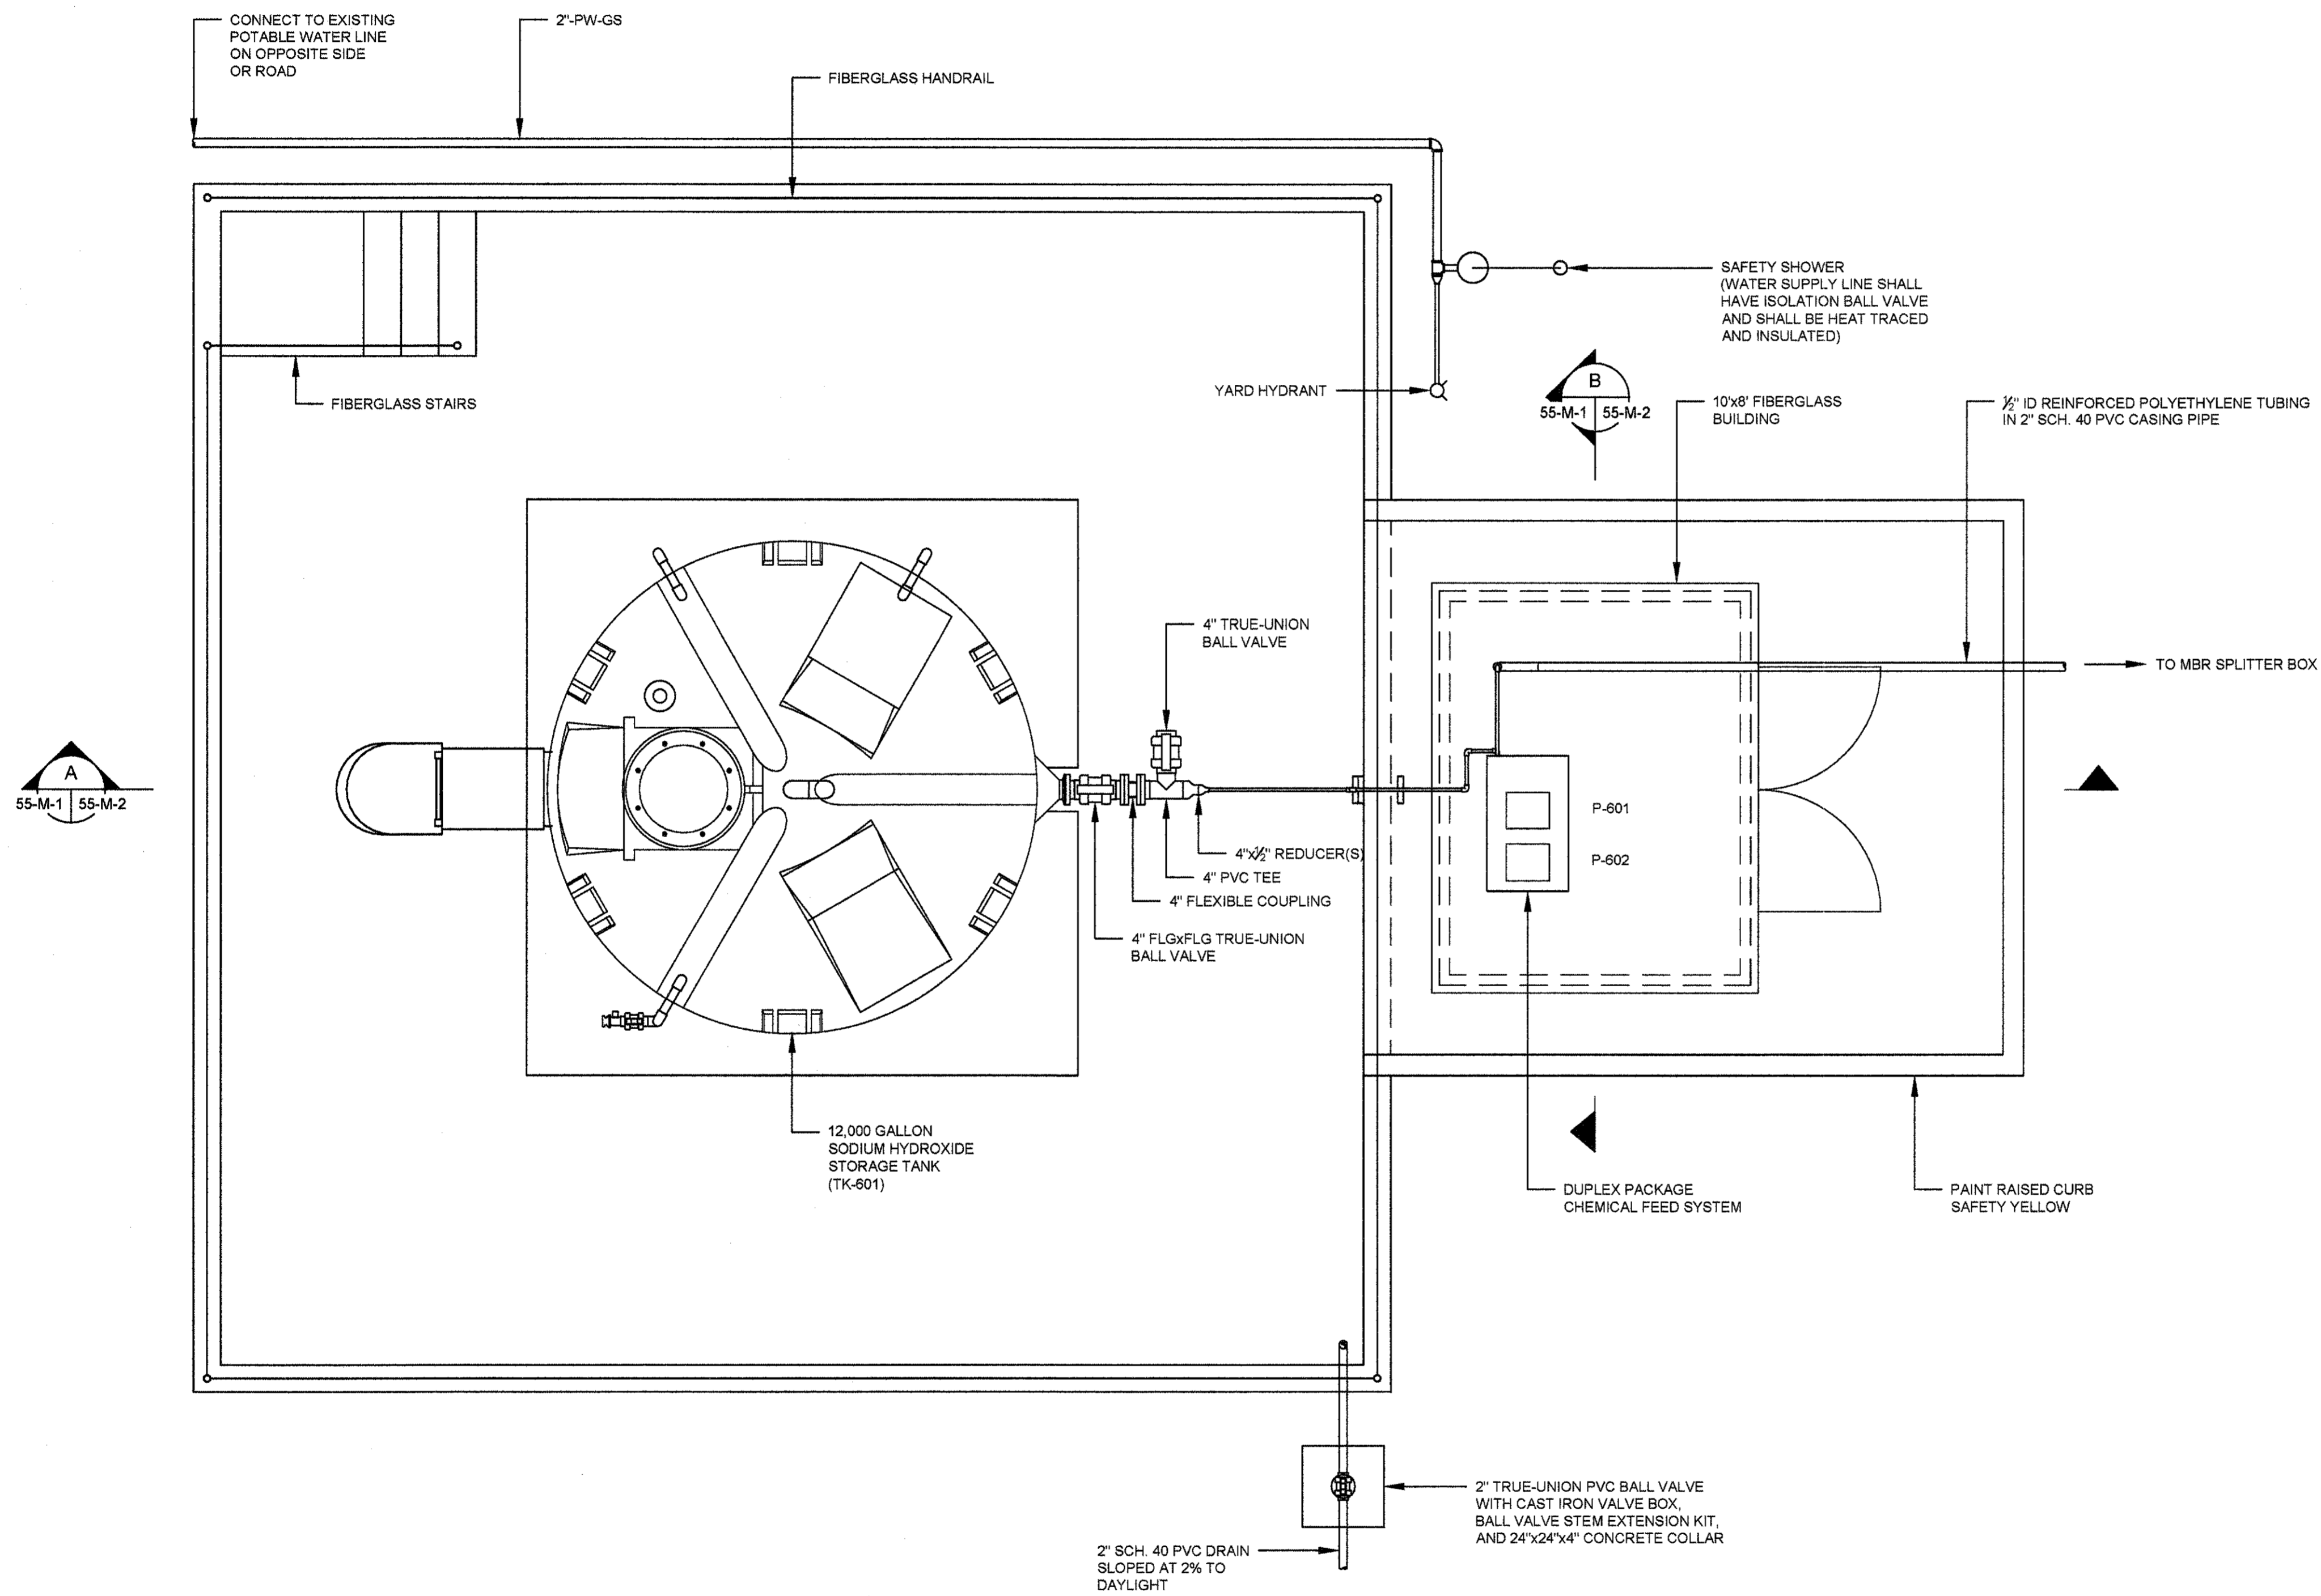 CONNECT TO EXISTING
POTABLE WATER LINE
ON OPPOSITE SIDE
OR ROAD
2"-PW-GS
FIBERGLASS HANDRAIL
SAFETY SHOWER
(WATER SUPPLY LINE SHALL
HAVE ISOLATION BALL VALVE
AND SHALL BE HEAT TRACED
AND INSULATED)
YARD HYDRANT
B
55-M-1 55-M-2
10'x8' FIBERGLASS
BUILDING
½" ID REINFORCED POLYETHYLENE TUBING
IN 2" SCH. 40 PVC CASING PIPE
FIBERGLASS STAIRS
4" TRUE-UNION
BALL VALVE
TO MBR SPLITTER BOX
A
55-M-1 55-M-2
P-601
P-602
4"x½" REDUCER(S)
4" PVC TEE
4" FLEXIBLE COUPLING
4" FLGxFLG TRUE-UNION
BALL VALVE
12,000 GALLON
SODIUM HYDROXIDE
STORAGE TANK
(TK-601)
DUPLEX PACKAGE
CHEMICAL FEED SYSTEM
PAINT RAISED CURB
SAFETY YELLOW
2" TRUE-UNION PVC BALL VALVE
WITH CAST IRON VALVE BOX,
BALL VALVE STEM EXTENSION KIT,
AND 24"x24"x4" CONCRETE COLLAR
2" SCH. 40 PVC DRAIN
SLOPED AT 2% TO
DAYLIGHT